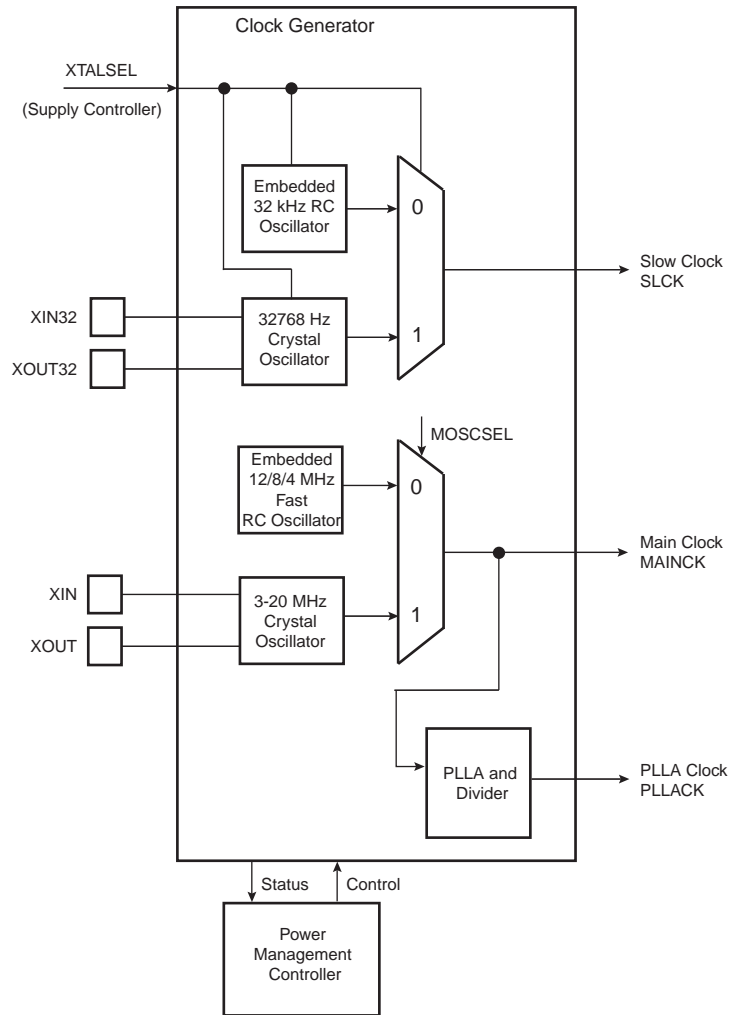 Clock Generator
XTALSEL
(Supply Controller)
Embedded
32 kHz RC
Oscillator
0
Slow Clock
SLCK
XIN32
32768 Hz
Crystal
Oscillator
1
XOUT32
MOSCSEL
Embedded
12/8/4 MHz
Fast
RC Oscillator
0
Main Clock
MAINCK
XIN
3-20 MHz
Crystal
Oscillator
1
XOUT
PLLA and
Divider
PLLA Clock
PLLACK
Status
Control
Power
Management
Controller